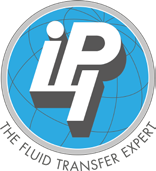 iPI
THE FLUID TRANSFER EXPERT